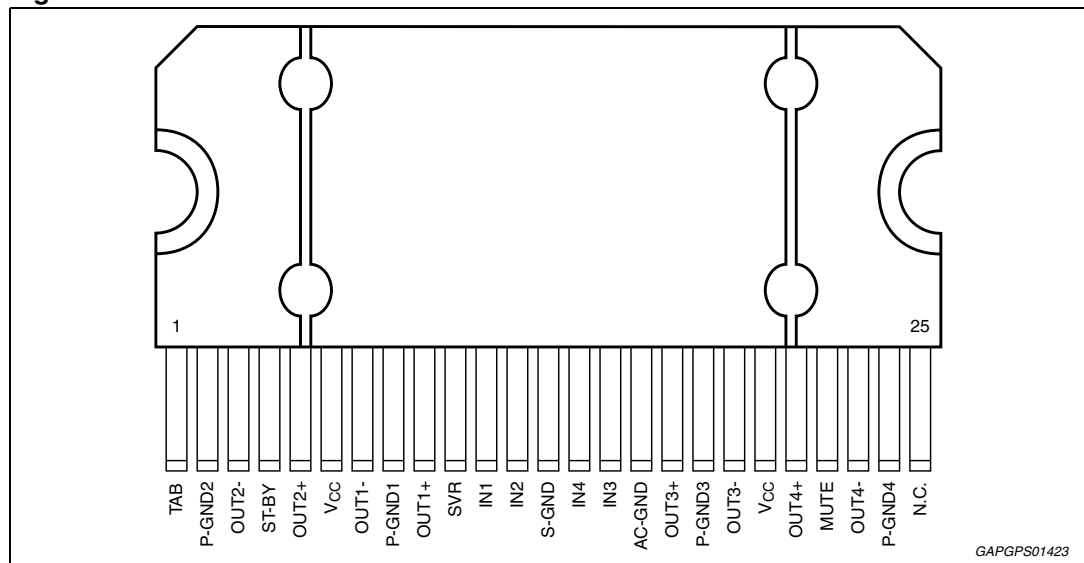 1
25
TAB
P-GND2
OUT2-
ST-BY
OUT2+
VCC
OUT1-
P-GND1
OUT1+
SVR
IN1
IN2
S-GND
IN4
IN3
AC-GND
OUT3+
P-GND3
OUT3-
VCC
OUT4+
MUTE
OUT4-
P-GND4
N.C.
GAPGPS01423